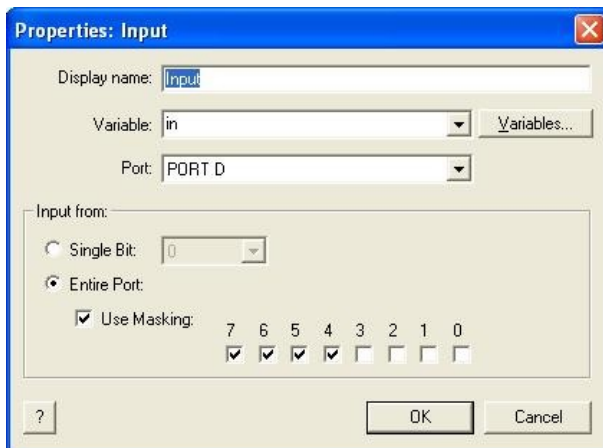 Properties: Input
Display name: Input
Variable: in Variables...
Port: PORT D
Input from:
Single Bit: 0
Entire Port:
Use Masking:
7 6 5 4 3 2 1 0
? OK Cancel